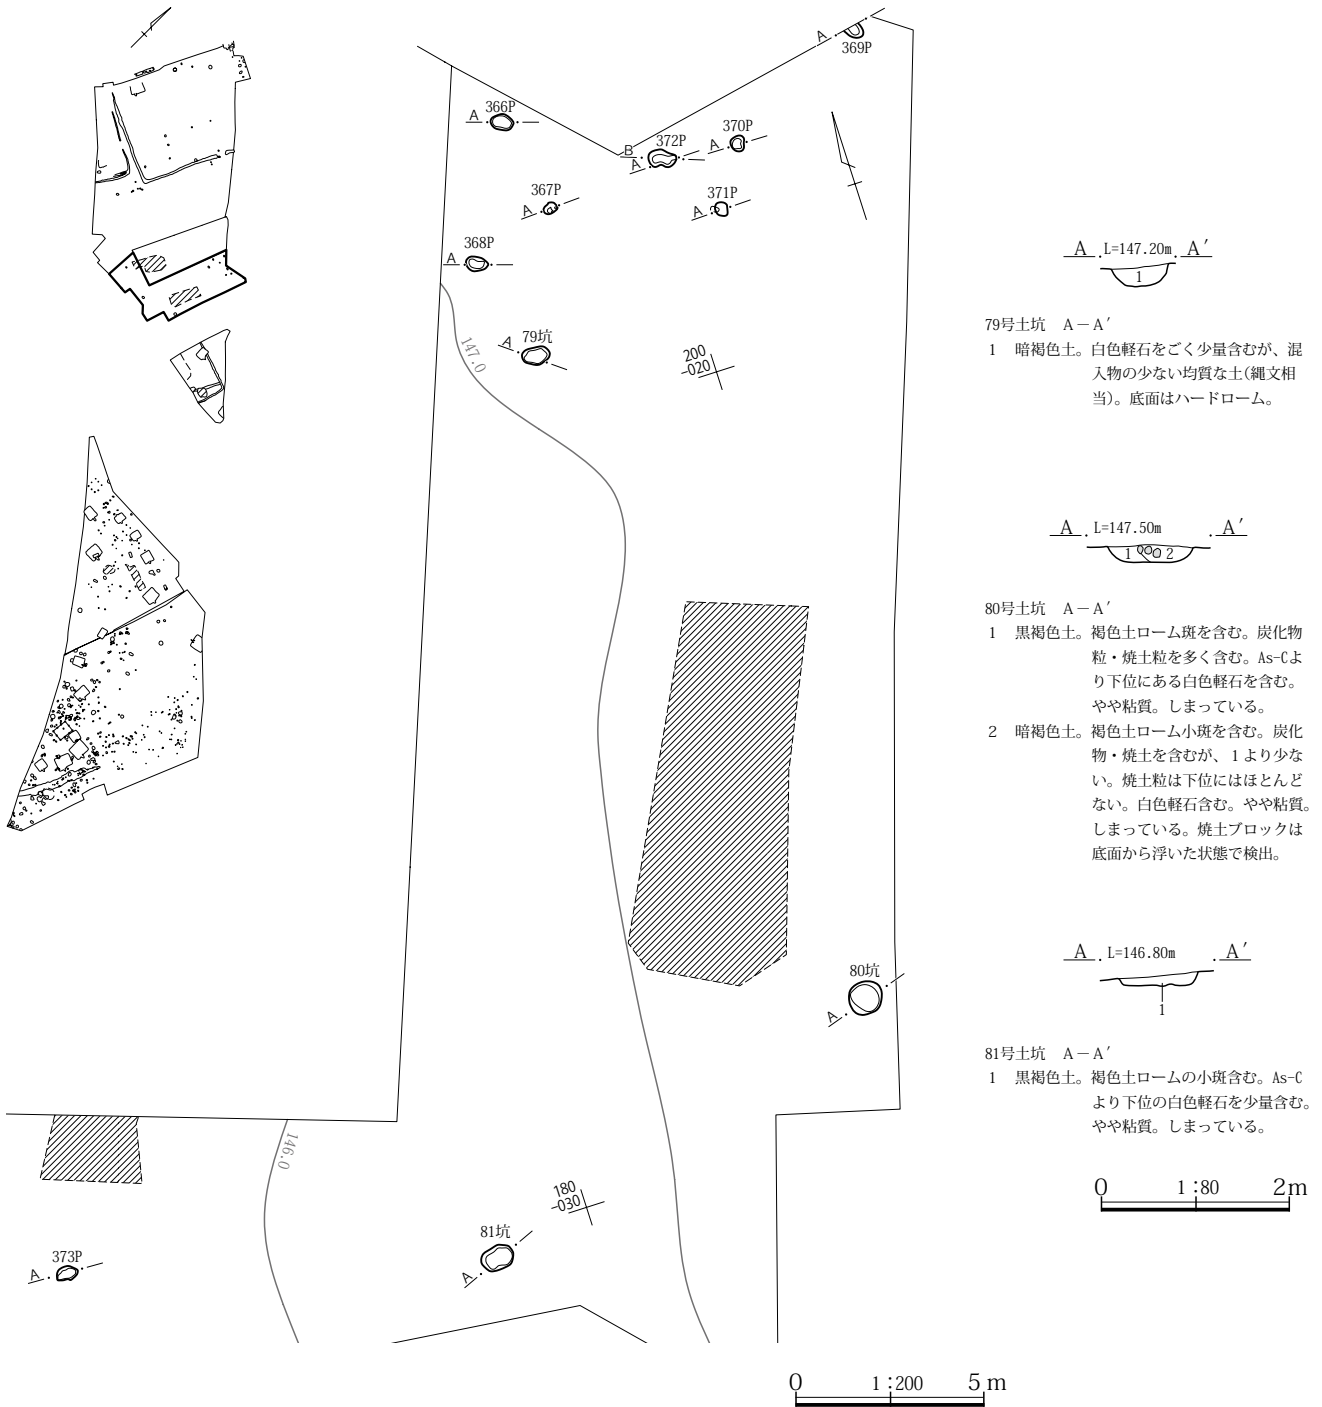 366P
A
369P
A
370P
A
372P
B
A
367P
A
371P
A
368P
A
79坑
A
147.0
200
-020
80坑
A
146.0
180
-030
81坑
A
373P
A
A L=147.20m A′
1
79号土坑 A－A′
1 暗褐色土。白色軽石をごく少量含むが、混
入物の少ない均質な土(縄文相
当)。底面はハードローム。
A L=147.50m A′
1 2
80号土坑 A－A′
1 黒褐色土。褐色土ローム斑を含む。炭化物
粒・焼土粒を多く含む。As-Cよ
り下位にある白色軽石を含む。
やや粘質。しまっている。
2 暗褐色土。褐色土ローム小斑を含む。炭化
物・焼土を含むが、1より少な
い。焼土粒は下位にはほとんど
ない。白色軽石含む。やや粘質。
しまっている。焼土ブロックは
底面から浮いた状態で検出。
A L=146.80m A′
1
81号土坑 A－A′
1 黒褐色土。褐色土ロームの小斑含む。As-C
より下位の白色軽石を少量含む。
やや粘質。しまっている。
0 1:80 2m
0 1:200 5m